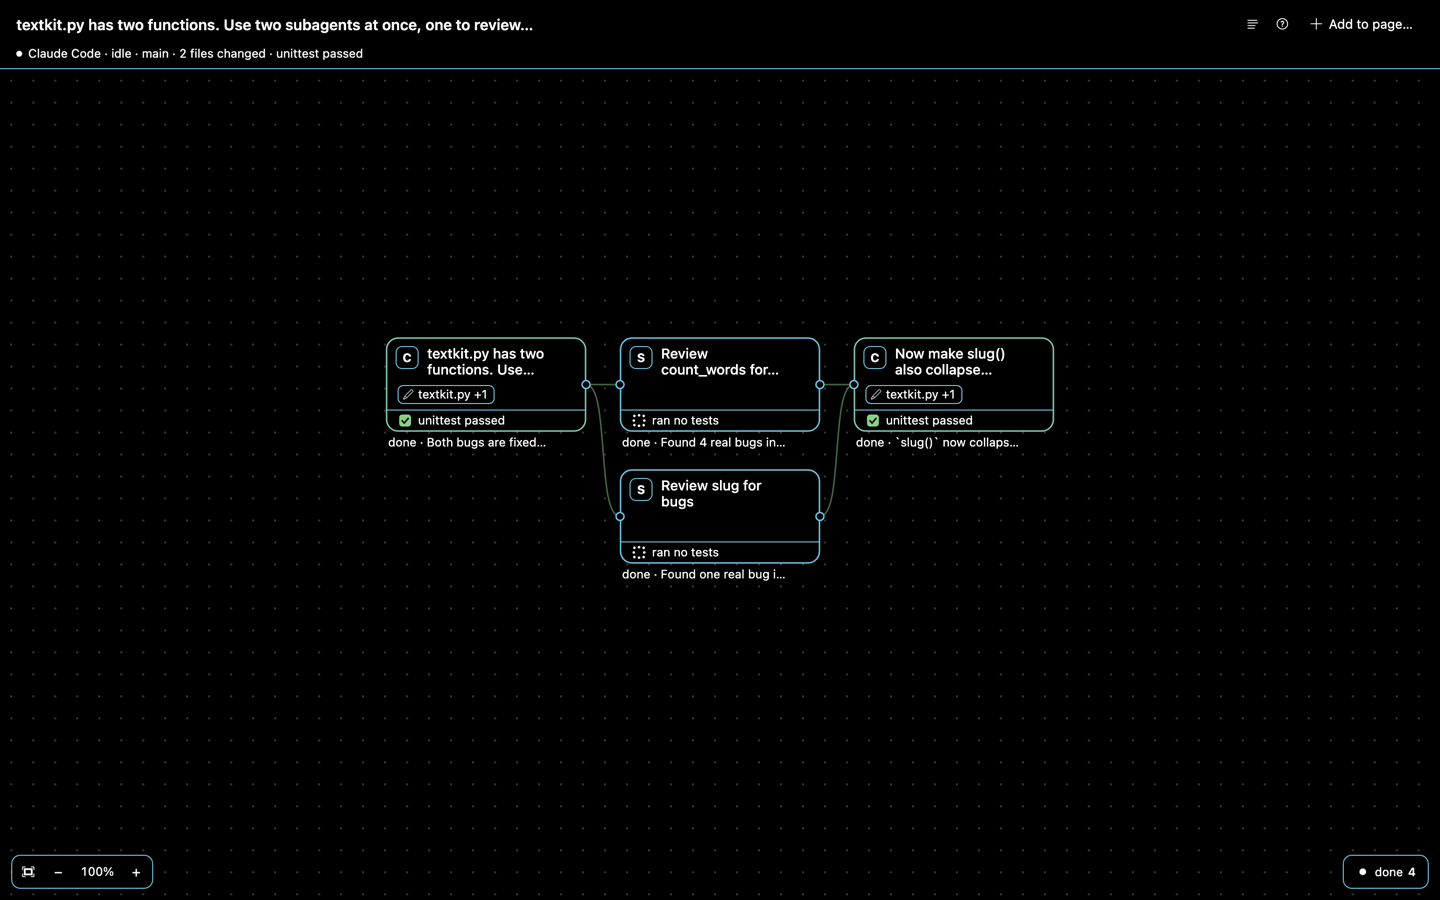 textkit.py has two functions. Use two subagents at once, one to review...
Add to page...
Claude Code · idle · main · 2 files changed · unittest passed
C
textkit.py has two
functions. Use...
textkit.py +1
unittest passed
done · Both bugs are fixed...
S
Review
count_words for...
ran no tests
done · Found 4 real bugs in...
S
Review slug for
bugs
ran no tests
done · Found one real bug i...
C
Now make slug()
also collapse...
textkit.py +1
unittest passed
done · `slug()` now collaps...
− 100% +
done 4